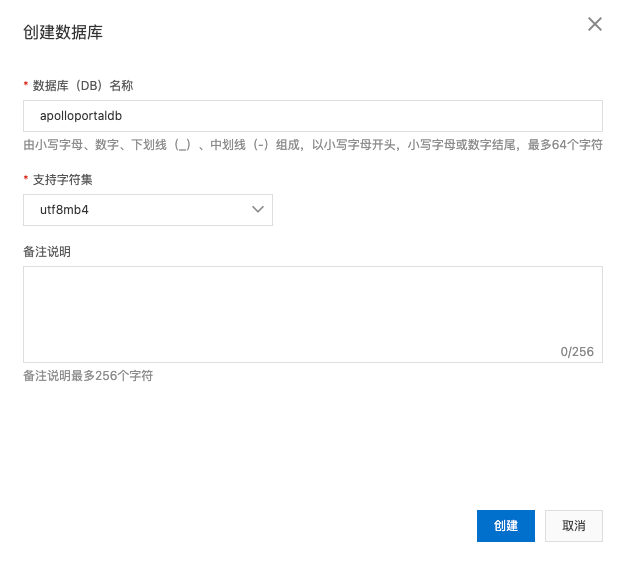 创建数据库
* 数据库（DB）名称
apolloportaldb
由小写字母、数字、下划线（_）、中划线（-）组成，以小写字母开头，小写字母或数字结尾，最多64个字符
* 支持字符集
utf8mb4
备注说明
0/256
备注说明最多256个字符
创建 取消